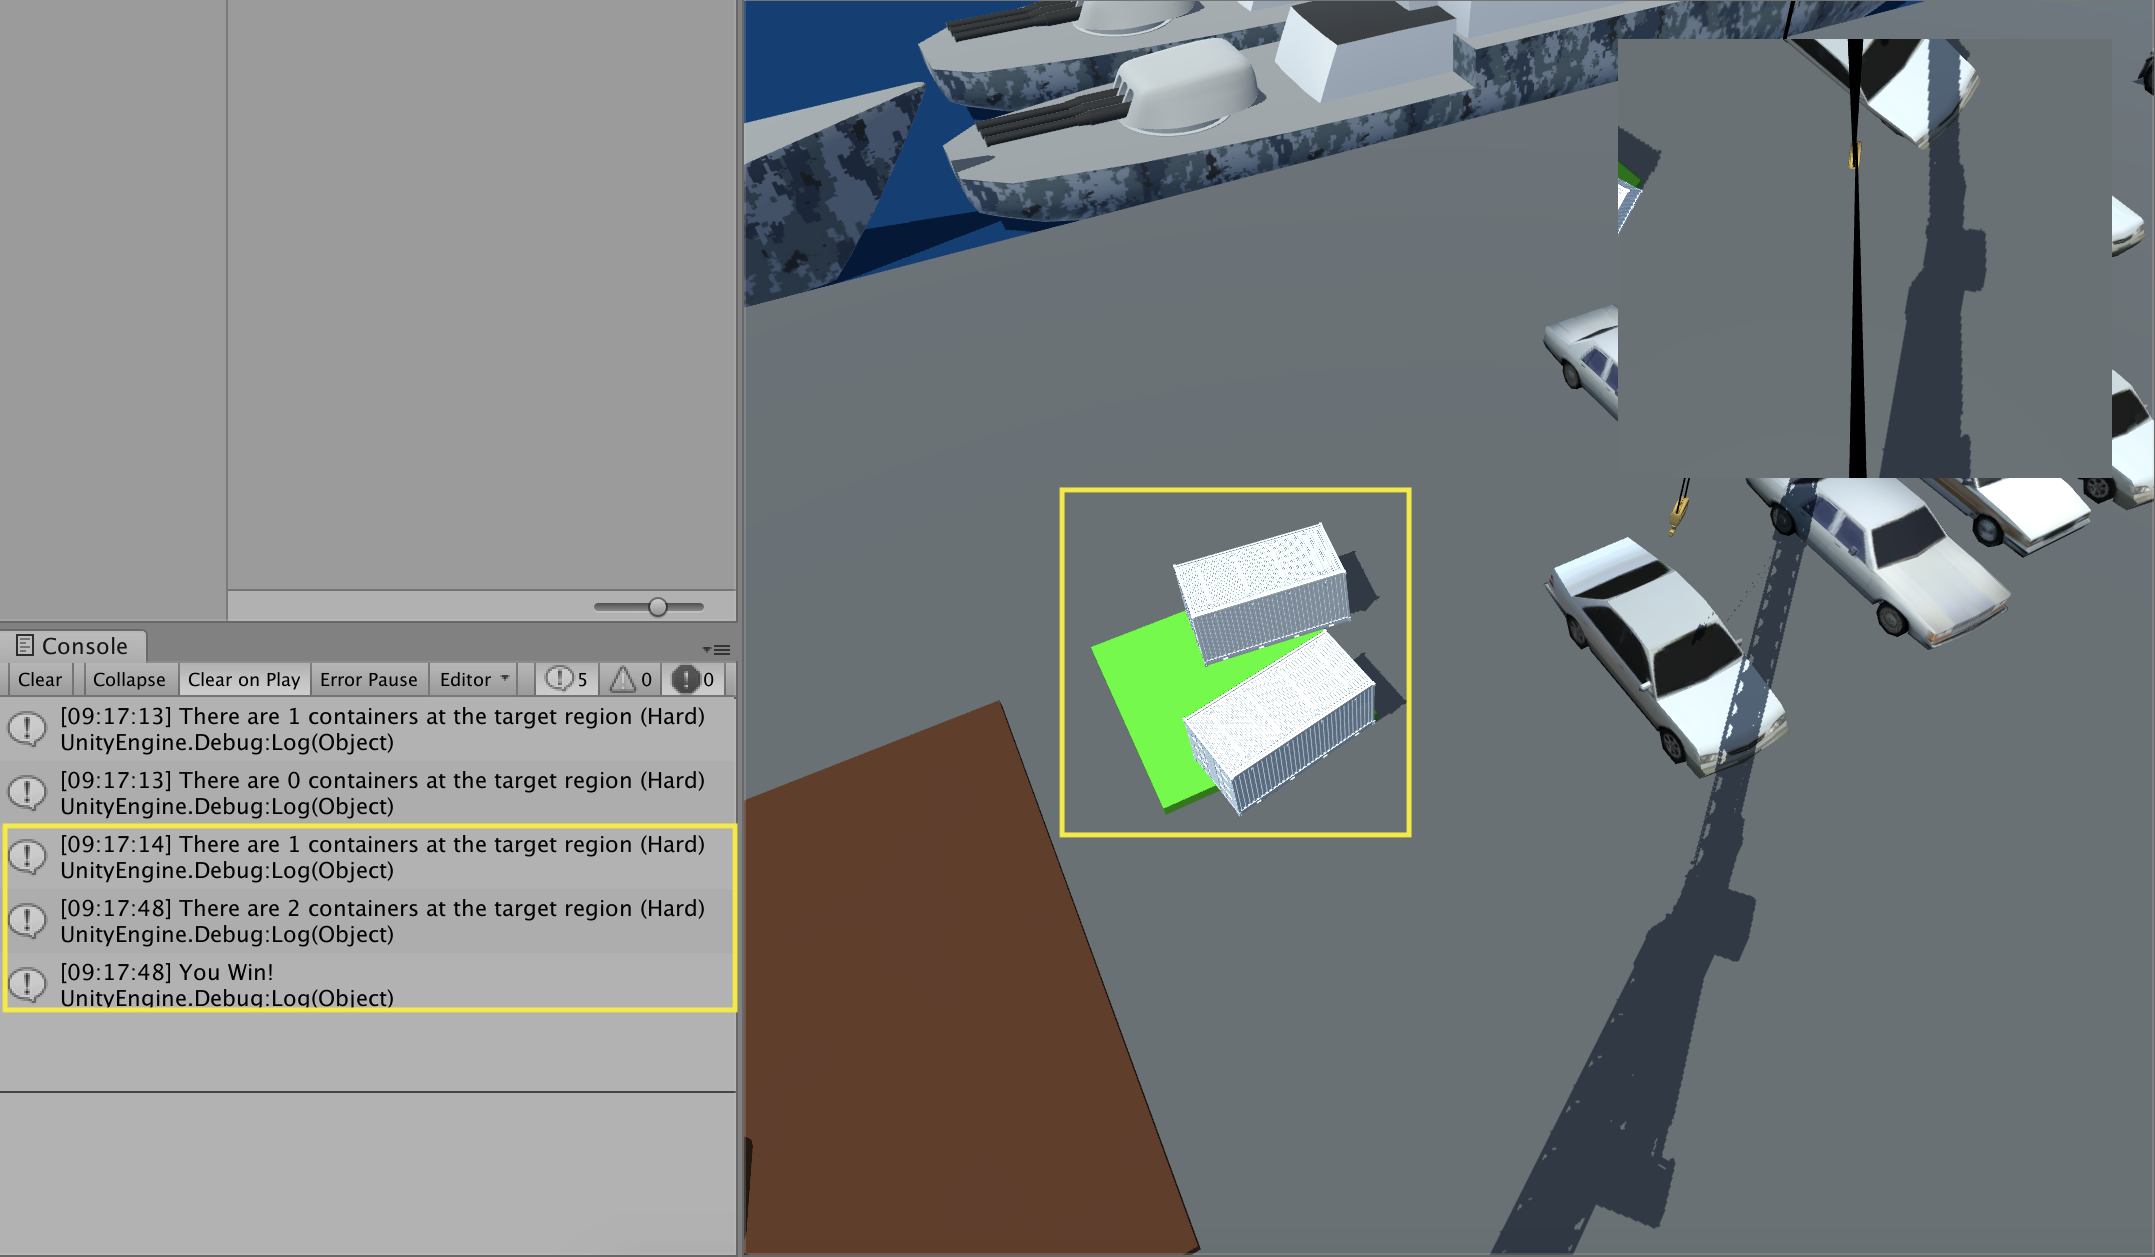 Console
Clear Collapse Clear on Play Error Pause Editor 5 0 0
[09:17:13] There are 1 containers at the target region (Hard)
UnityEngine.Debug:Log(Object)
[09:17:13] There are 0 containers at the target region (Hard)
UnityEngine.Debug:Log(Object)
[09:17:14] There are 1 containers at the target region (Hard)
UnityEngine.Debug:Log(Object)
[09:17:48] There are 2 containers at the target region (Hard)
UnityEngine.Debug:Log(Object)
[09:17:48] You Win!
UnityEngine.Debug:Log(Object)